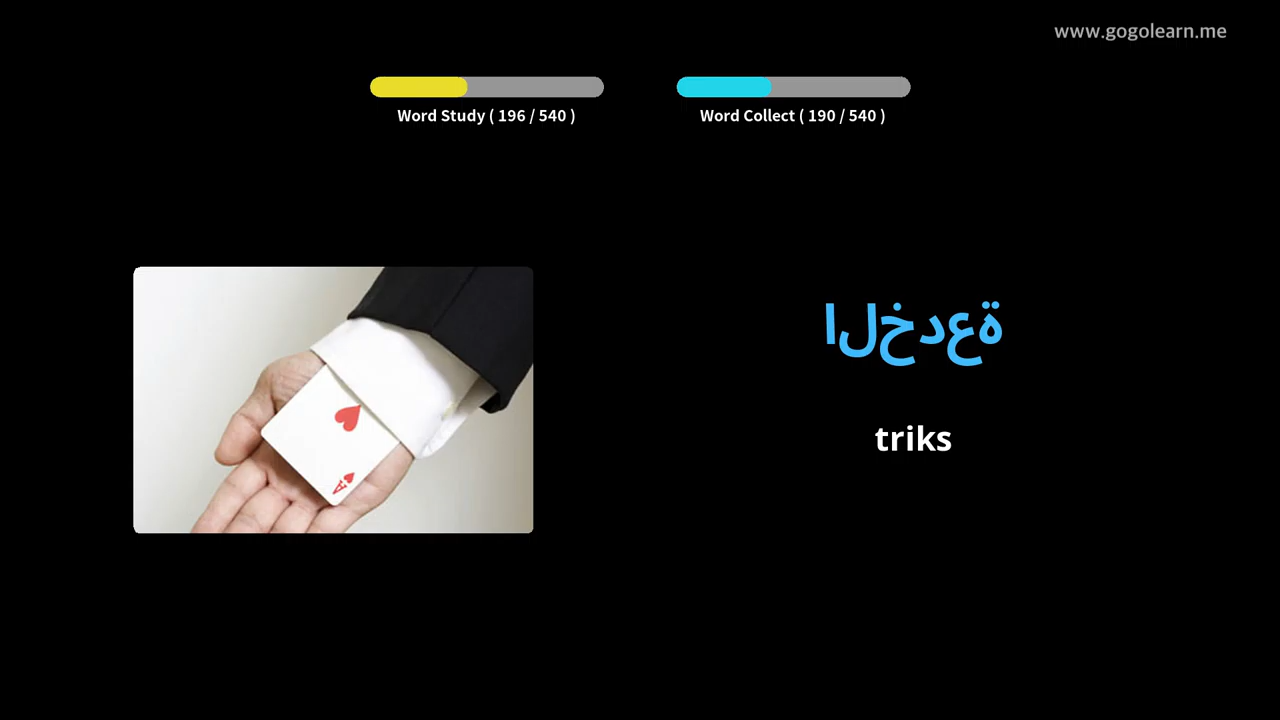 www.gogolearn.me
Word Study ( 196 / 540 )
Word Collect ( 190 / 540 )
الخدعة
triks
A